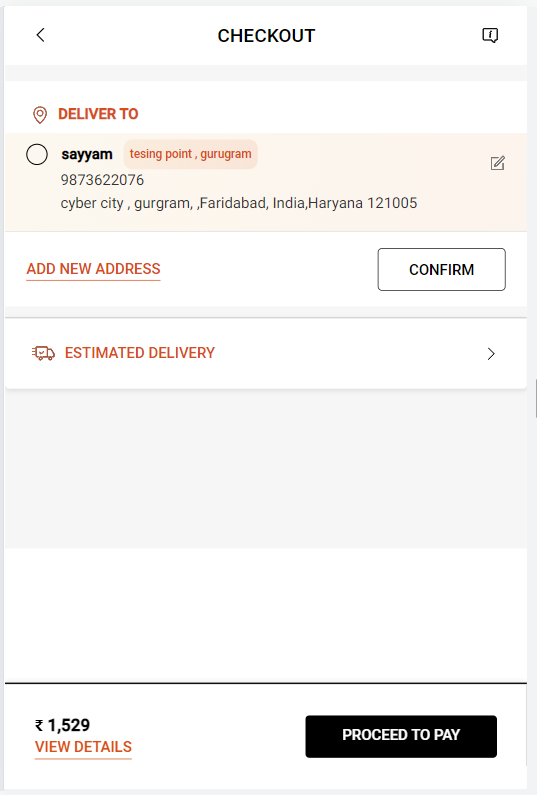 CHECKOUT
DELIVER TO
sayyam tesing point , gurugram
9873622076
cyber city , gurgram, ,Faridabad, India,Haryana 121005
ADD NEW ADDRESS CONFIRM
ESTIMATED DELIVERY
₹ 1,529
VIEW DETAILS PROCEED TO PAY